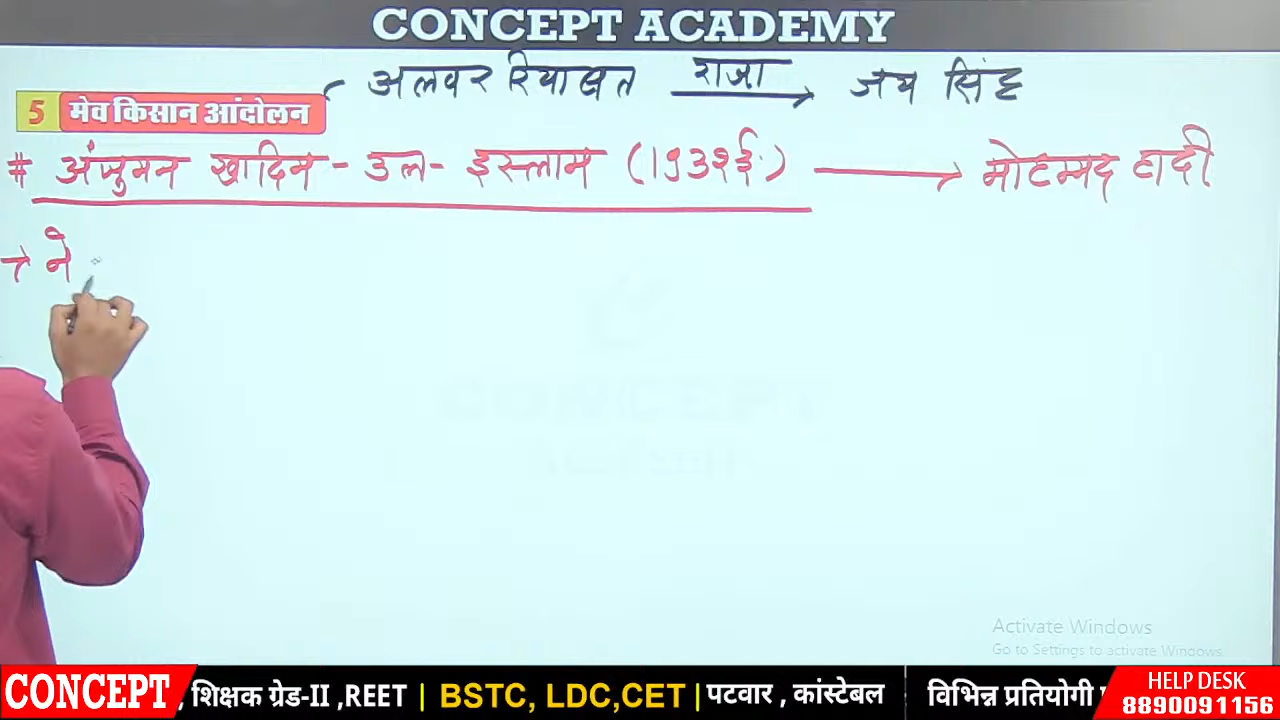 CONCEPT ACADEMY
अलवर रियासत राजा जय सिंह
5 मेव किसान आंदोलन
# अंजुमन खादिम - उल - इस्लाम (1932ई.) → मोहम्मद हादी
→ ने
Activate Windows
Go to Settings to activate Windows.
CONCEPT , शिक्षक ग्रेड-II ,REET | BSTC, LDC,CET | पटवार , कांस्टेबल विभिन्न प्रतियोगी
HELP DESK
8890091156